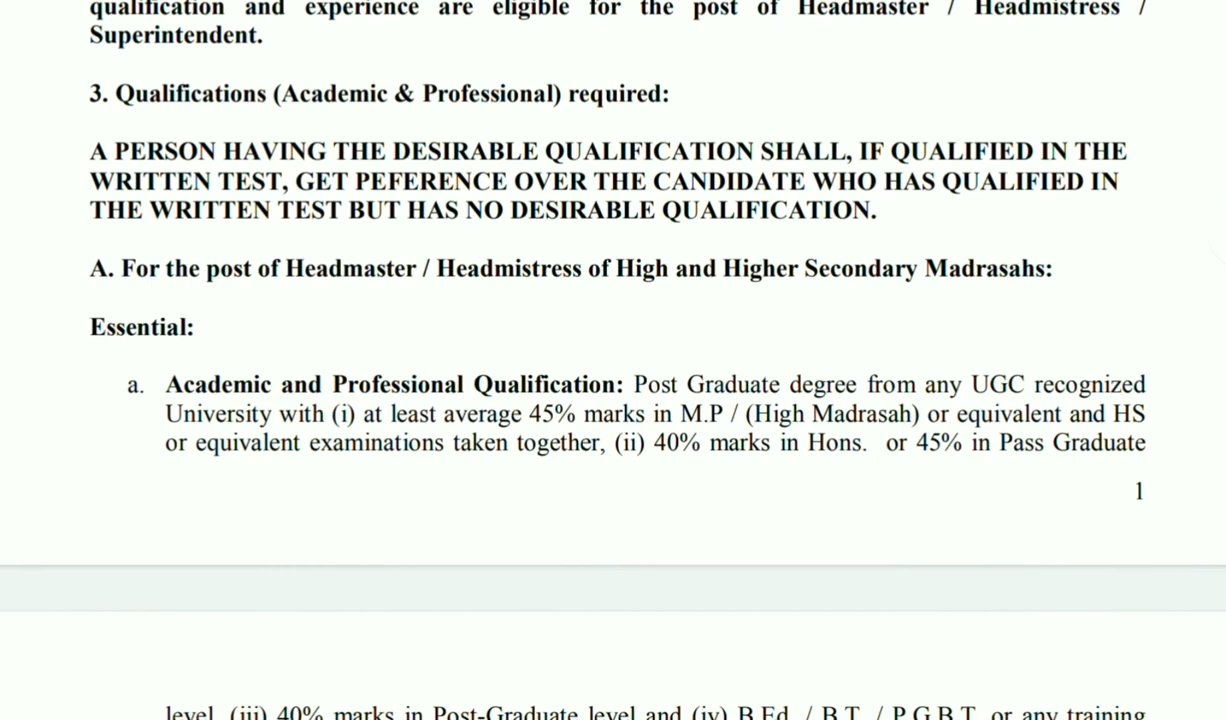 qualification and experience are eligible for the post of Headmaster / Headmistress /
Superintendent.
3. Qualifications (Academic & Professional) required:
A PERSON HAVING THE DESIRABLE QUALIFICATION SHALL, IF QUALIFIED IN THE
WRITTEN TEST, GET PEFERENCE OVER THE CANDIDATE WHO HAS QUALIFIED IN
THE WRITTEN TEST BUT HAS NO DESIRABLE QUALIFICATION.
A. For the post of Headmaster / Headmistress of High and Higher Secondary Madrasahs:
Essential:
a. Academic and Professional Qualification: Post Graduate degree from any UGC recognized
University with (i) at least average 45% marks in M.P / (High Madrasah) or equivalent and HS
or equivalent examinations taken together, (ii) 40% marks in Hons. or 45% in Pass Graduate
1
level, (iii) 40% marks in Post-Graduate level and (iv) B.Ed. / B.T. / P.G.B.T. or any training